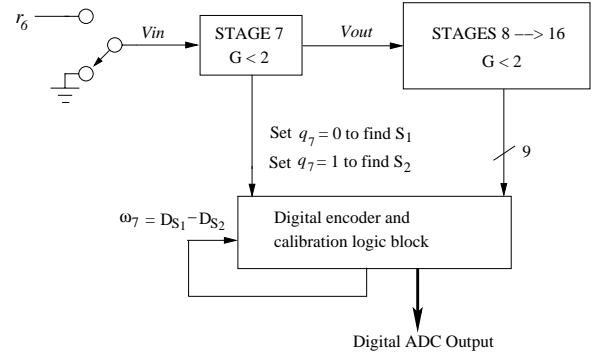 r6
Vin
STAGE 7
G < 2
Vout
STAGES 8 —> 16
G < 2
Set q7 = 0 to find S1
Set q7 = 1 to find S2
9
ω7 = DS1 − DS2
Digital encoder and
calibration logic block
Digital ADC Output